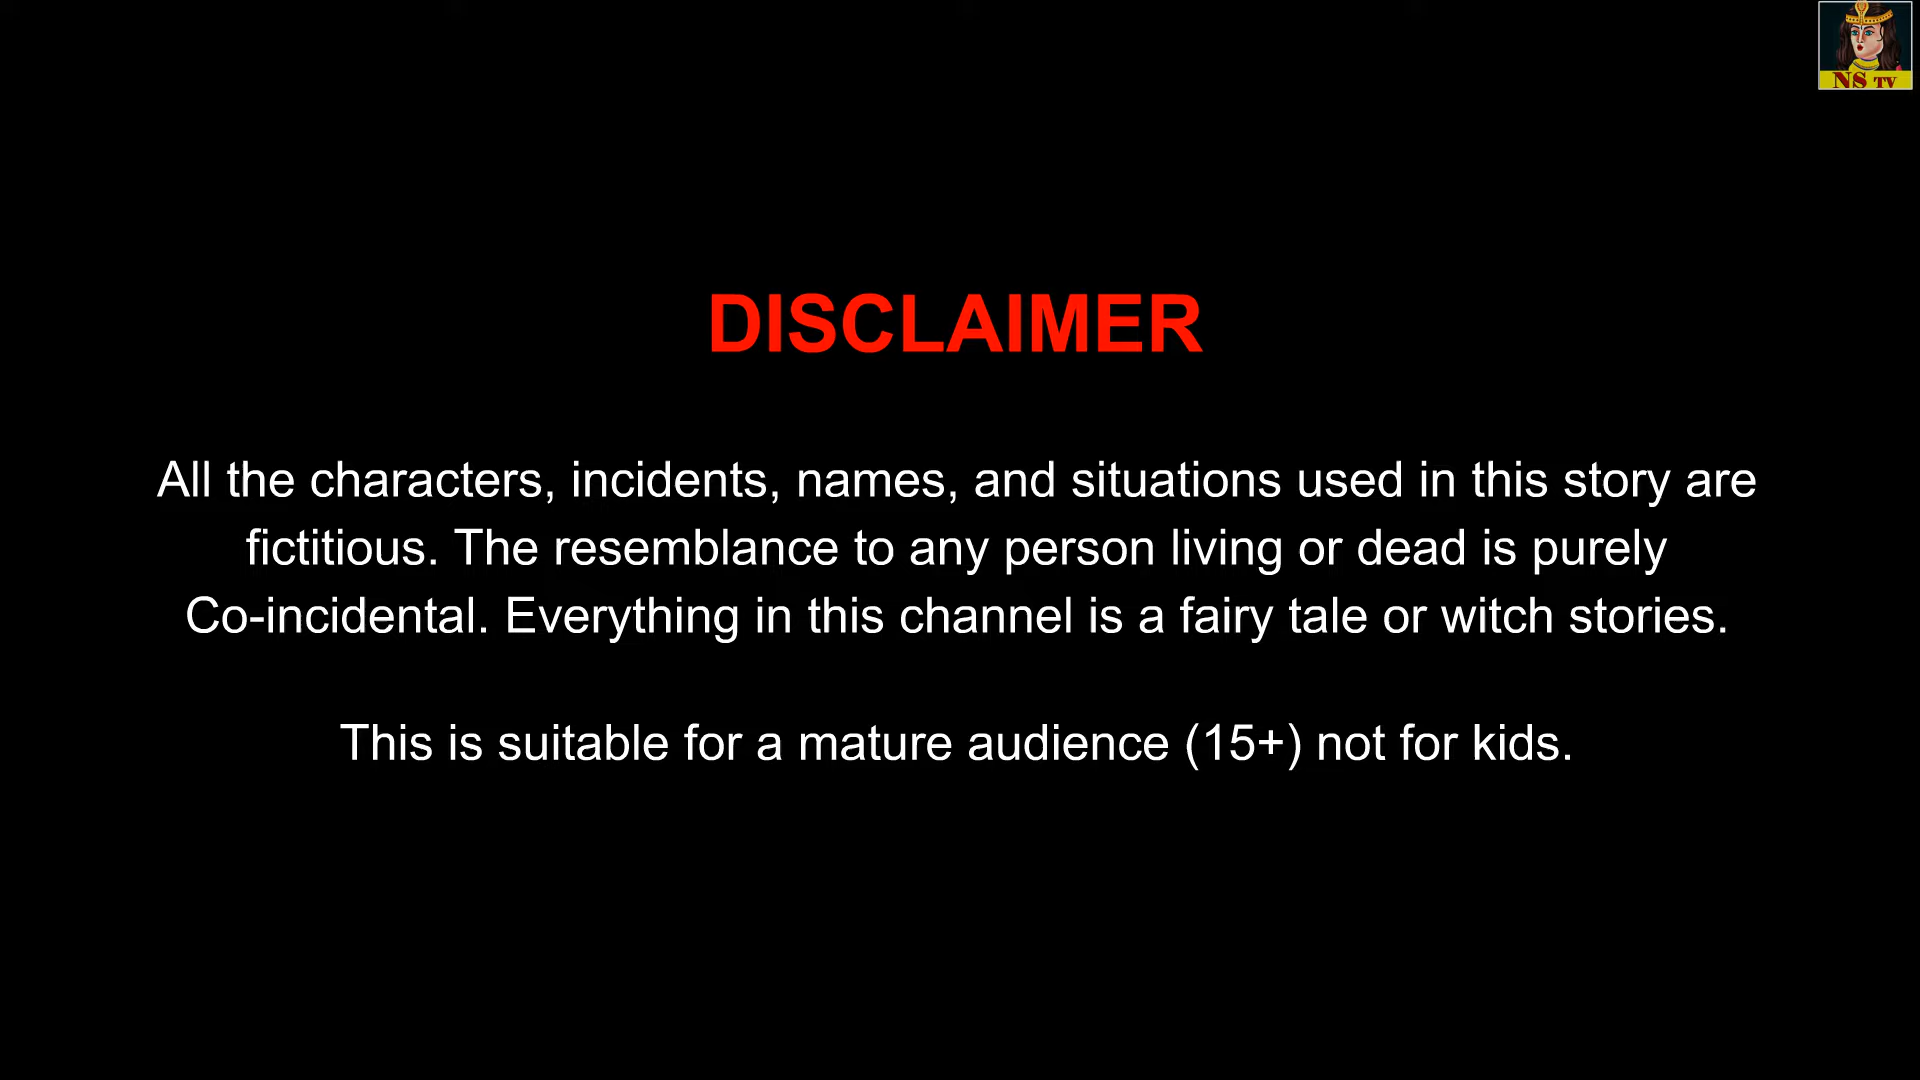 NS TV
DISCLAIMER
All the characters, incidents, names, and situations used in this story are
fictitious. The resemblance to any person living or dead is purely
Co-incidental. Everything in this channel is a fairy tale or witch stories.
This is suitable for a mature audience (15+) not for kids.